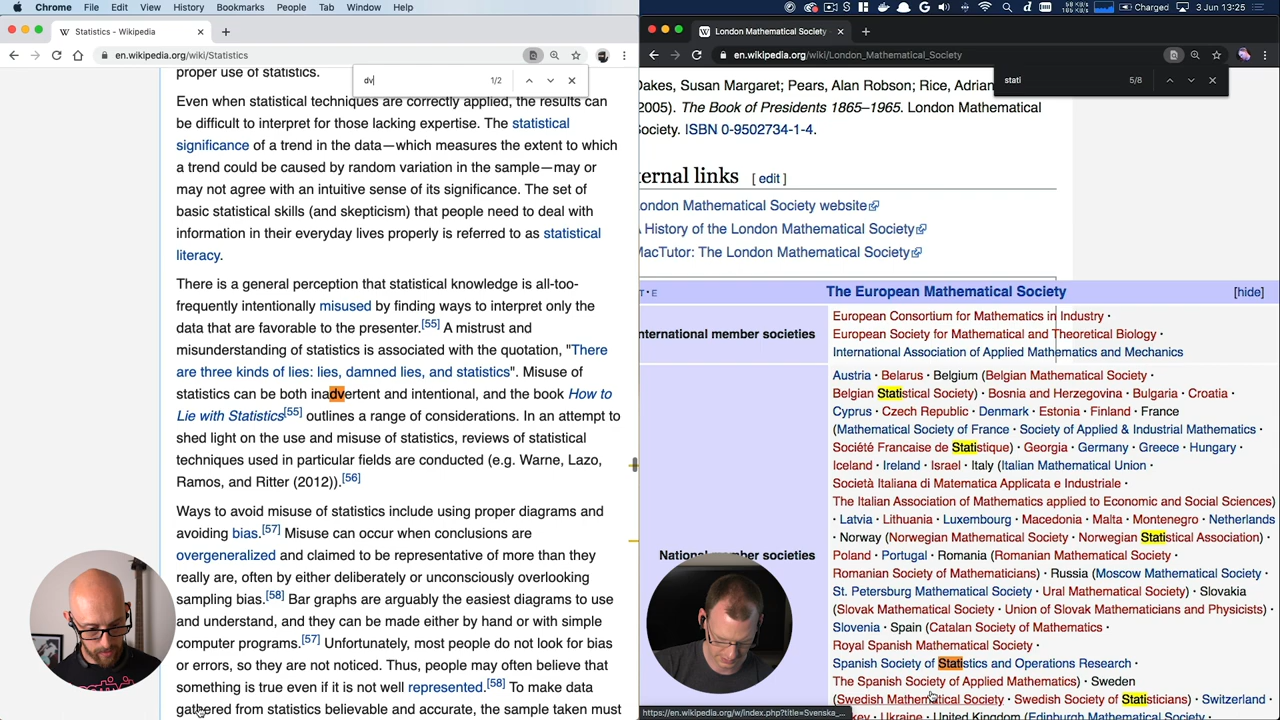 Chrome File Edit View History Bookmarks People Tab Window Help
Charged 3 Jun 13:25
Statistics - Wikipedia
en.wikipedia.org/wiki/Statistics
dv 1/2
proper use of statistics.
Even when statistical techniques are correctly applied, the results can
be difficult to interpret for those lacking expertise. The statistical
significance of a trend in the data—which measures the extent to which
a trend could be caused by random variation in the sample—may or
may not agree with an intuitive sense of its significance. The set of
basic statistical skills (and skepticism) that people need to deal with
information in their everyday lives properly is referred to as statistical
literacy.
There is a general perception that statistical knowledge is all-too-
frequently intentionally misused by finding ways to interpret only the
data that are favorable to the presenter.[55] A mistrust and
misunderstanding of statistics is associated with the quotation, "There
are three kinds of lies: lies, damned lies, and statistics". Misuse of
statistics can be both inadvertent and intentional, and the book How to
Lie with Statistics[55] outlines a range of considerations. In an attempt to
shed light on the use and misuse of statistics, reviews of statistical
techniques used in particular fields are conducted (e.g. Warne, Lazo,
Ramos, and Ritter (2012)).[56]
Ways to avoid misuse of statistics include using proper diagrams and
avoiding bias.[57] Misuse can occur when conclusions are
overgeneralized and claimed to be representative of more than they
really are, often by either deliberately or unconsciously overlooking
sampling bias.[58] Bar graphs are arguably the easiest diagrams to use
and understand, and they can be made either by hand or with simple
computer programs.[57] Unfortunately, most people do not look for bias
or errors, so they are not noticed. Thus, people may often believe that
something is true even if it is not well represented.[58] To make data
gathered from statistics believable and accurate, the sample taken must
London Mathematical Society
en.wikipedia.org/wiki/London_Mathematical_Society
stati 5/8
Oakes, Susan Margaret; Pears, Alan Robson; Rice, Adrian
2005). The Book of Presidents 1865–1965. London Mathematical
Society. ISBN 0-9502734-1-4.
ternal links [ edit ]
ondon Mathematical Society website
A History of the London Mathematical Society
MacTutor: The London Mathematical Society
T · E The European Mathematical Society [hide]
nternational member societies
European Consortium for Mathematics in Industry ·
European Society for Mathematical and Theoretical Biology ·
International Association of Applied Mathematics and Mechanics
National member societies
Austria · Belarus · Belgium (Belgian Mathematical Society ·
Belgian Statistical Society) · Bosnia and Herzegovina · Bulgaria · Croatia ·
Cyprus · Czech Republic · Denmark · Estonia · Finland · France
(Mathematical Society of France · Society of Applied & Industrial Mathematics ·
Société Francaise de Statistique) · Georgia · Germany · Greece · Hungary ·
Iceland · Ireland · Israel · Italy (Italian Mathematical Union ·
Società Italiana di Matematica Applicata e Industriale ·
The Italian Association of Mathematics applied to Economic and Social Sciences)
· Latvia · Lithuania · Luxembourg · Macedonia · Malta · Montenegro · Netherlands
· Norway (Norwegian Mathematical Society · Norwegian Statistical Association) ·
Poland · Portugal · Romania (Romanian Mathematical Society ·
Romanian Society of Mathematicians) · Russia (Moscow Mathematical Society ·
St. Petersburg Mathematical Society · Ural Mathematical Society) · Slovakia
(Slovak Mathematical Society · Union of Slovak Mathematicians and Physicists) ·
Slovenia · Spain (Catalan Society of Mathematics ·
Royal Spanish Mathematical Society ·
Spanish Society of Statistics and Operations Research ·
The Spanish Society of Applied Mathematics) · Sweden
(Swedish Mathematical Society · Swedish Society of Statisticians) · Switzerland ·
key · Ukraine · United Kingdom (Edinburgh Mathematical Society ·
https://en.wikipedia.org/w/index.php?title=Svenska_...